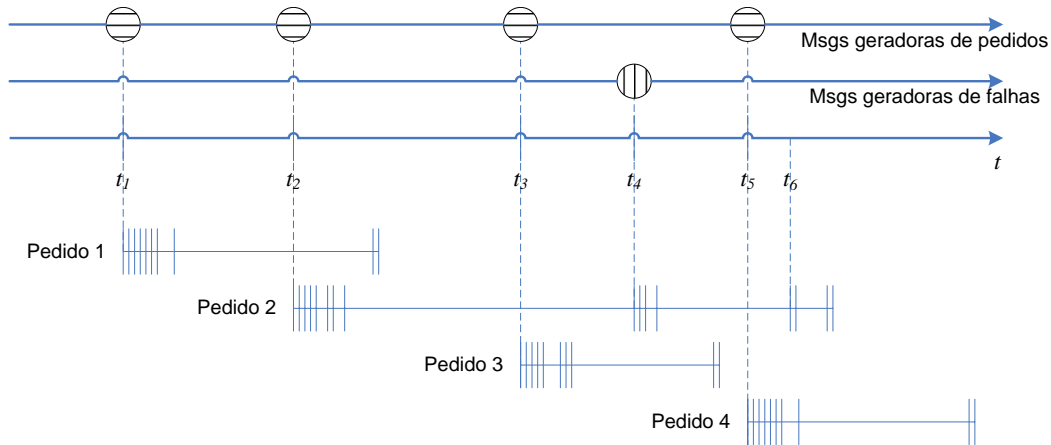 Msgs geradoras de pedidos
Msgs geradoras de falhas
t
t1 t2 t3 t4 t5 t6
Pedido 1
Pedido 2
Pedido 3
Pedido 4